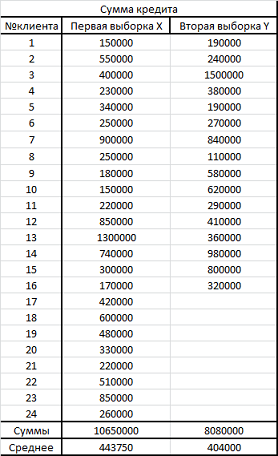 Сумма кредита
№клиента Первая выборка X Вторая выборка Y
1 150000 190000
2 550000 240000
3 400000 1500000
4 230000 380000
5 340000 190000
6 250000 270000
7 900000 840000
8 250000 110000
9 180000 580000
10 150000 620000
11 220000 290000
12 850000 410000
13 1300000 360000
14 740000 980000
15 300000 800000
16 170000 320000
17 420000
18 600000
19 480000
20 330000
21 220000
22 510000
23 850000
24 260000
Суммы 10650000 8080000
Среднее 443750 404000